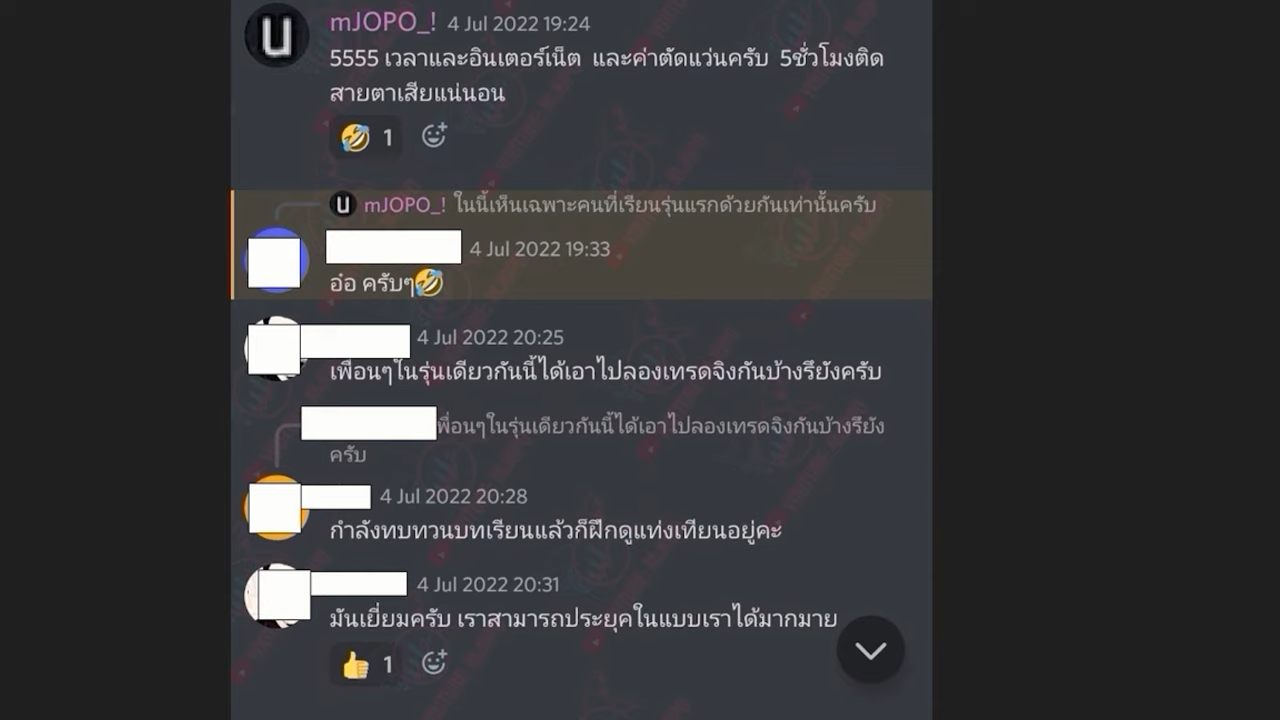 mJOPO_! 4 Jul 2022 19:24
5555 เวลาและอินเตอร์เน็ต และค่าตัดแว่นครับ 5ชั่วโมงติด
สายตาเสียแน่นอน
1
mJOPO_! ในนี้เห็นเฉพาะคนที่เรียนรุ่นแรกด้วยกันเท่านั้นครับ
4 Jul 2022 19:33
อ๋อ ครับๆ🤣
4 Jul 2022 20:25
เพื่อนๆในรุ่นเดียวกันนี้ได้เอาไปลองเทรดจิงกันบ้างรึยังครับ
พื่อนๆในรุ่นเดียวกันนี้ได้เอาไปลองเทรดจิงกันบ้างรึยัง
ครับ
4 Jul 2022 20:28
กำลังทบทวนบทเรียนแล้วก็ฝึกดูแท่งเทียนอยู่คะ
4 Jul 2022 20:31
มันเยี่ยมครับ เราสามารถประยุคในแบบเราได้มากมาย
1